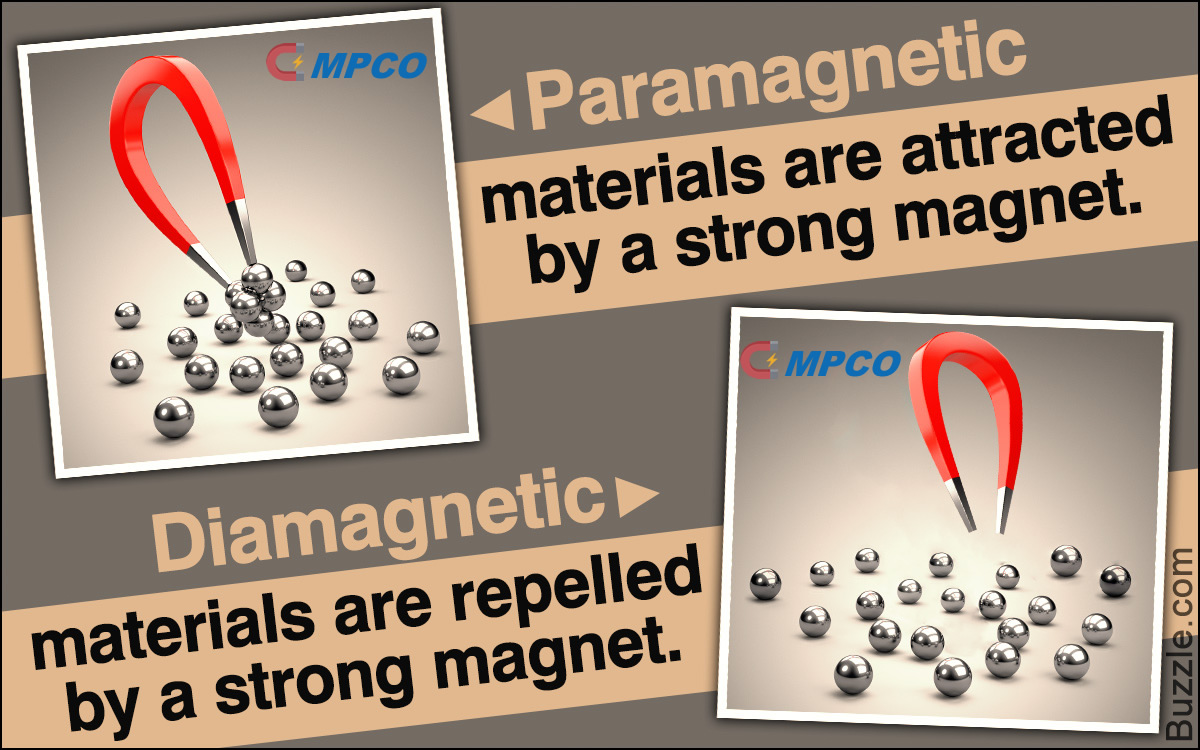 MPCO
Paramagnetic
materials are attracted
by a strong magnet.
MPCO
Diamagnetic
materials are repelled
by a strong magnet.
Buzzle.com